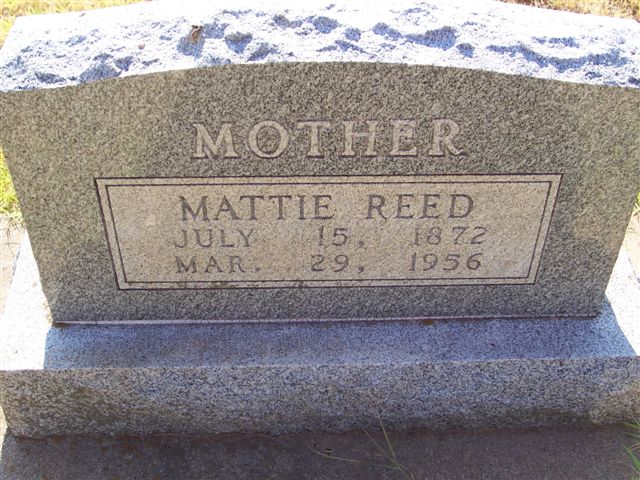 MOTHER
MATTIE REED
JULY 15, 1872
MAR. 29, 1956